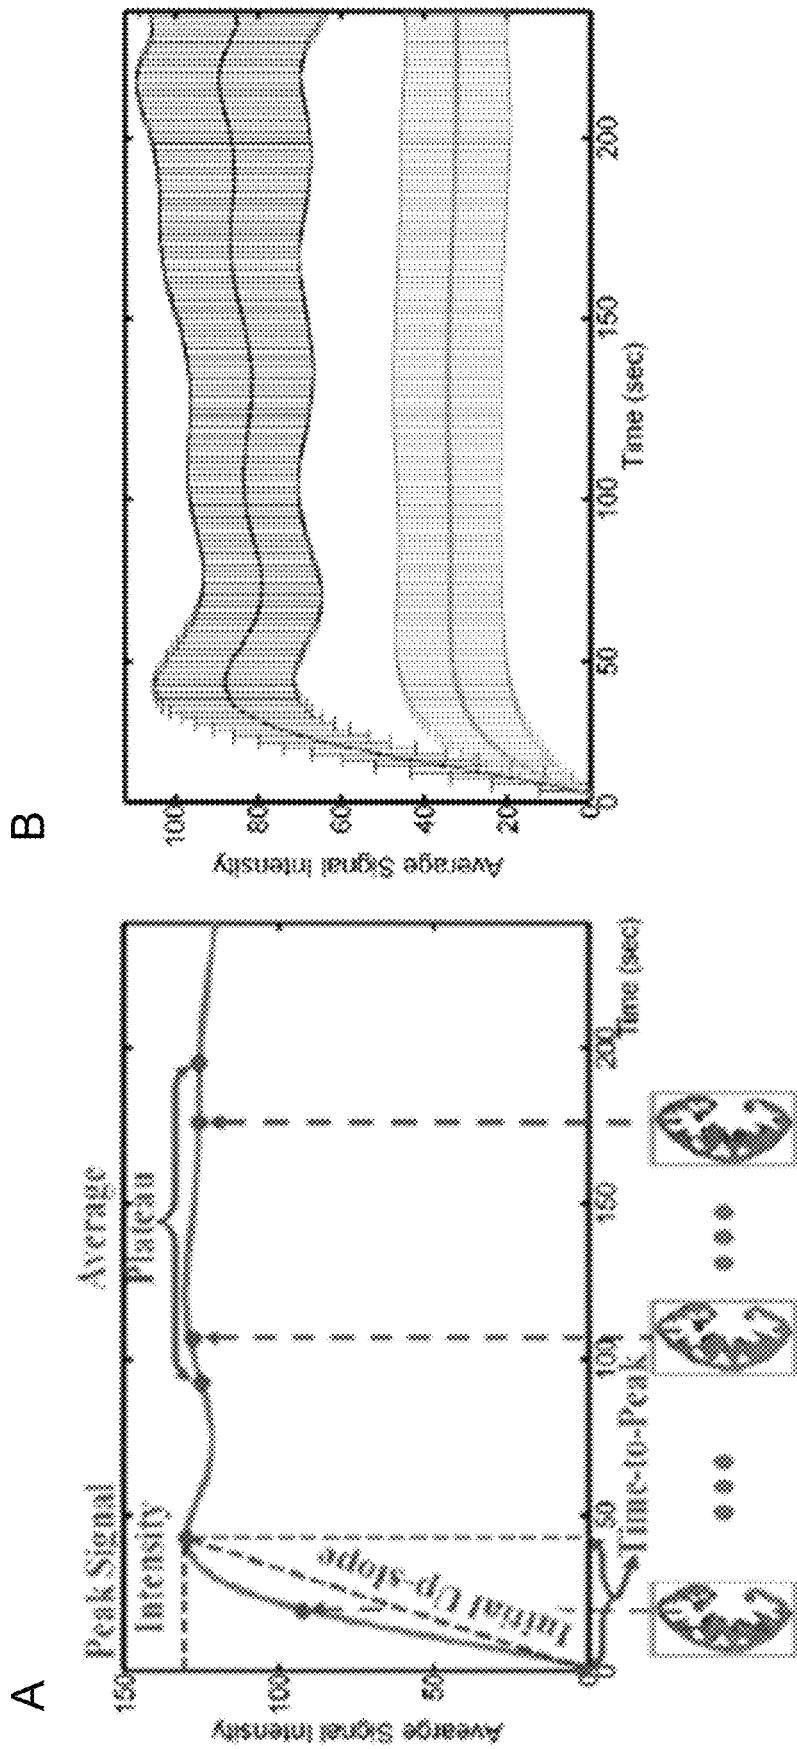 A
Peak Signal
Intensity
Average
Plateau
Initial Up-slope
Time-to-Peak
Avearge Signal Intensity
150
100
50
0
0
50
100
150
200
Time (sec)
B
Average Signal Intensity
100
80
60
40
20
0
0
50
100
150
200
Time (sec)